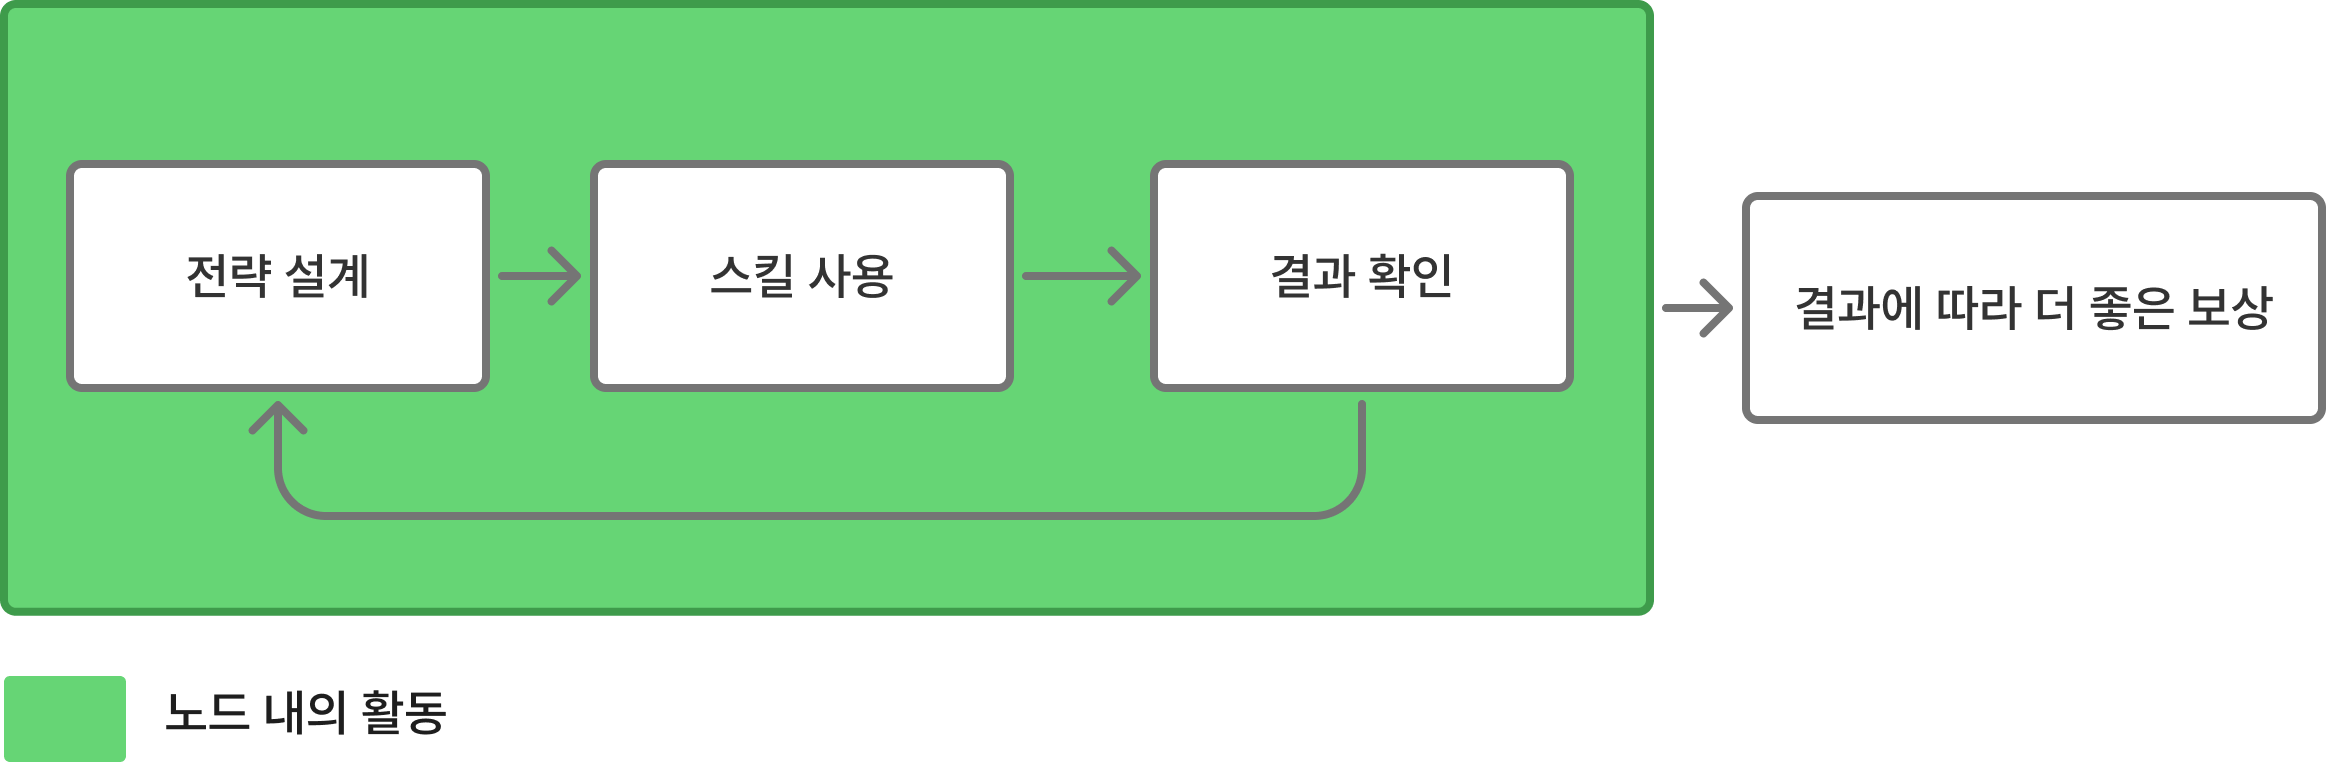 전략 설계
스킬 사용
결과 확인
결과에 따라 더 좋은 보상
노드 내의 활동